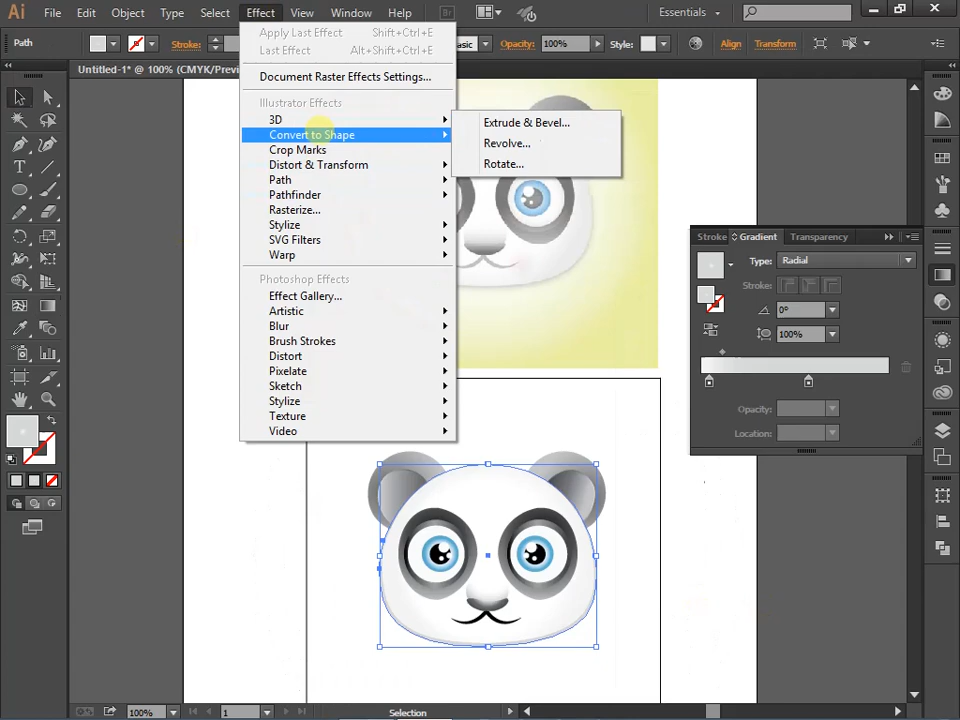 Ai File Edit Object Type Select Effect View Window Help Br Essentials
Path Stroke: Basic Opacity: 100% Style: Align Transform
Untitled-1* @ 100% (CMYK/Preview
Apply Last Effect Shift+Ctrl+E
Last Effect Alt+Shift+Ctrl+E
Document Raster Effects Settings...
Illustrator Effects
3D
Convert to Shape
Crop Marks
Distort & Transform
Path
Pathfinder
Rasterize...
Stylize
SVG Filters
Warp
Photoshop Effects
Effect Gallery...
Artistic
Blur
Brush Strokes
Distort
Pixelate
Sketch
Stylize
Texture
Video
Extrude & Bevel...
Revolve...
Rotate...
Stroke Gradient Transparency
Type: Radial
Stroke:
0°
100%
Opacity:
Location:
100% 1 Selection